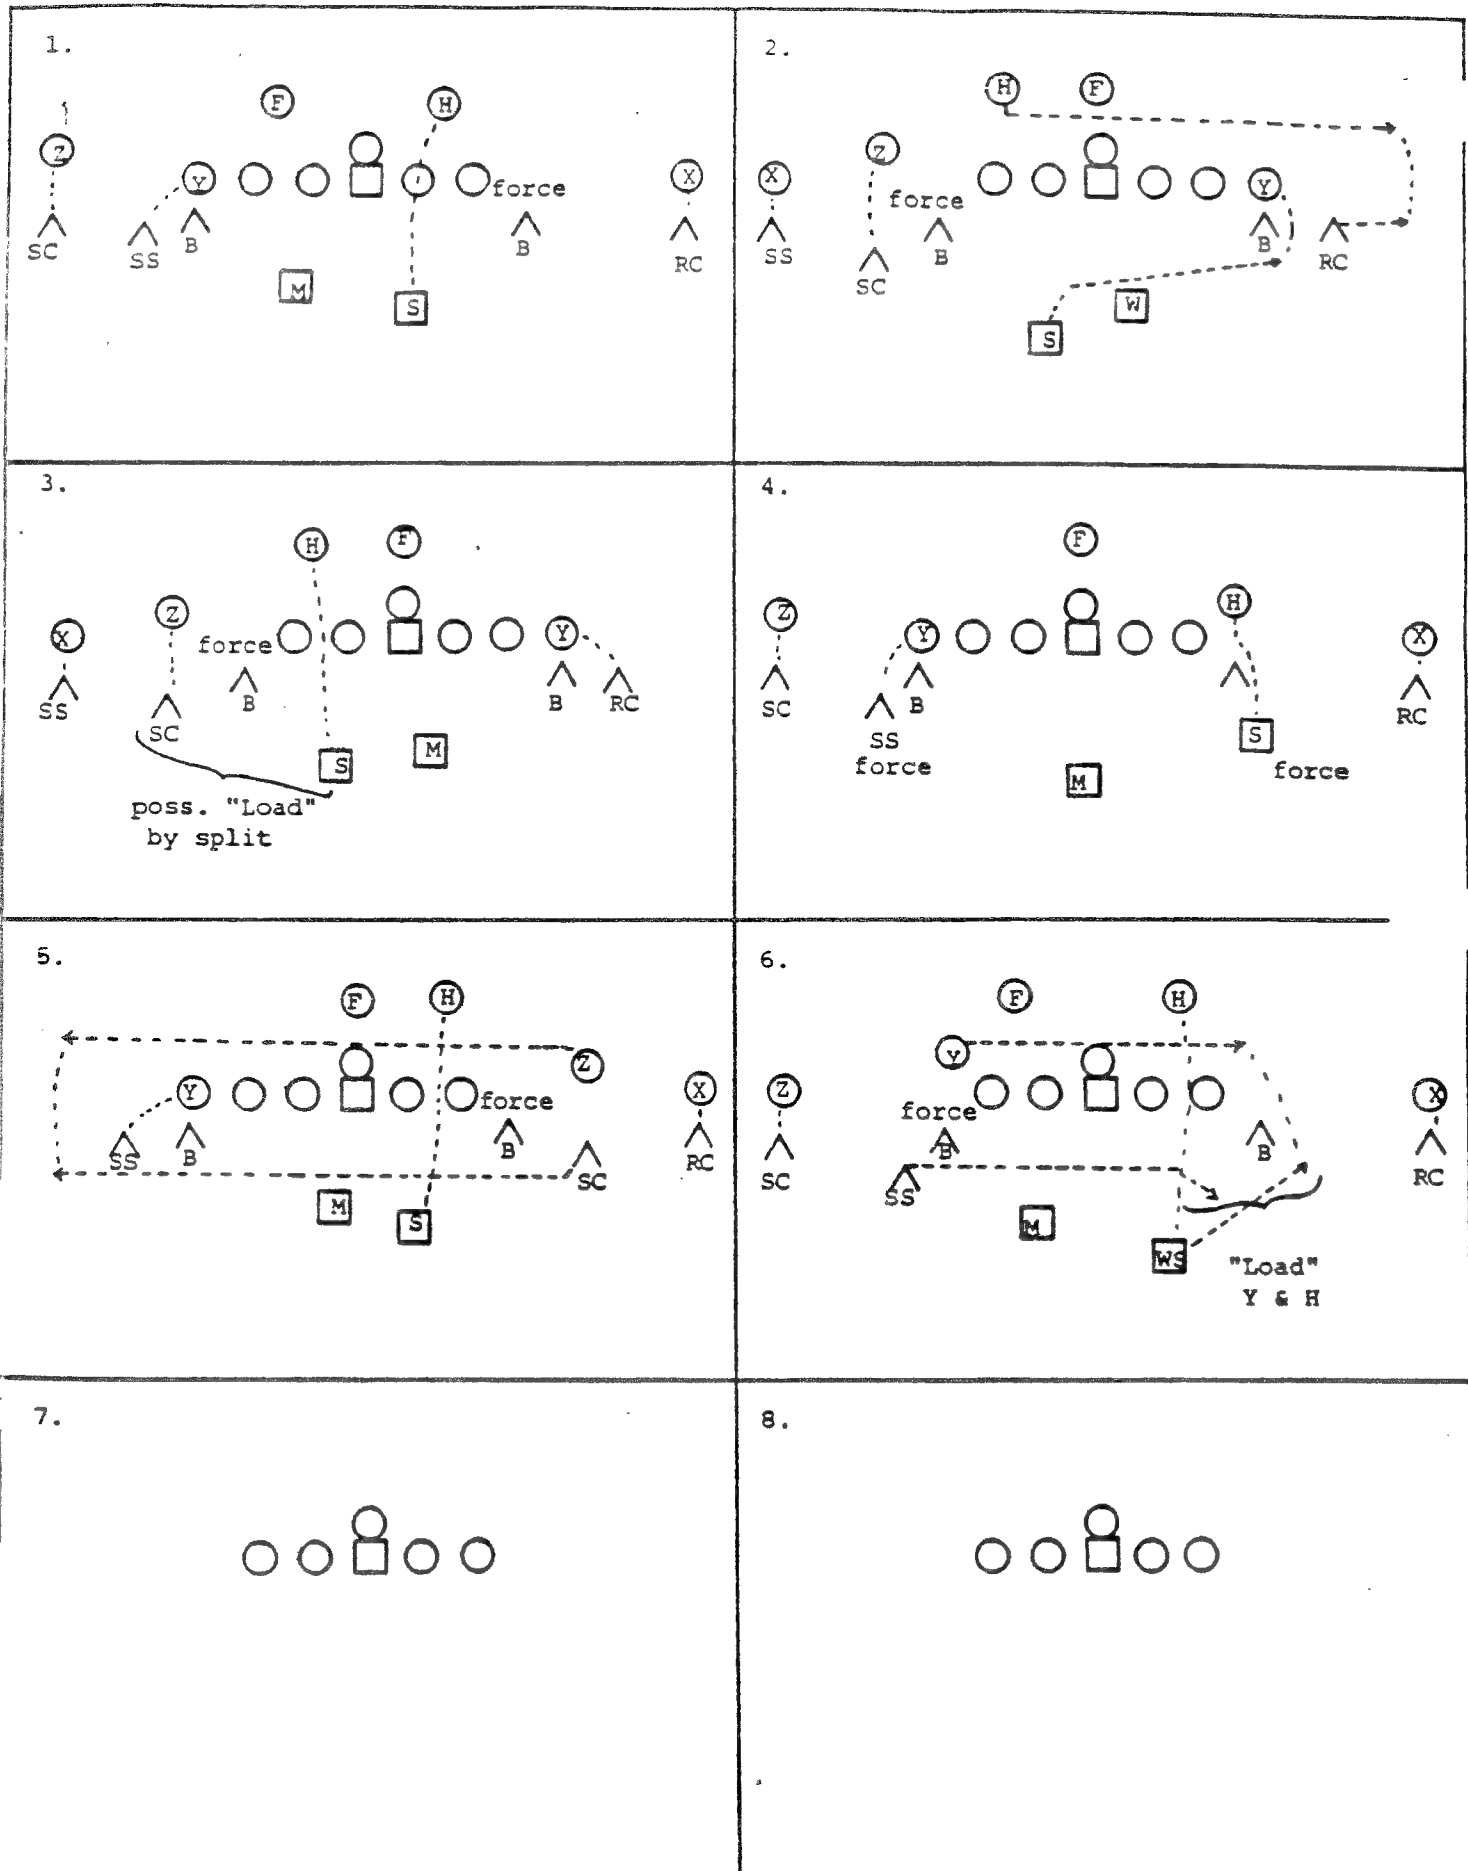 1.
F H
Z
Y force X
SC SS B B RC
M S
2.
H F
Z
X Y
force
SS SC B B RC
S W
3.
H F
Z
X force Y
SS SC B B RC
S M
poss. "Load"
by split
4.
F
Z H
Y X
SC SS B RC
force
S
force
M
5.
F H
Z
Y force X
SS B B SC RC
M S
6.
F H
Y
Z X
force
SC SS B B RC
M
WS
"Load"
Y & H
7.
8.